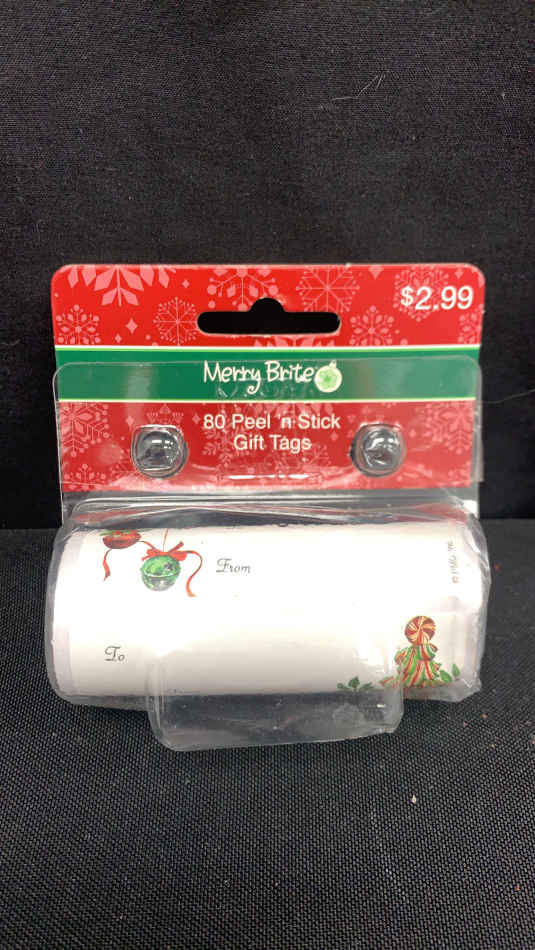 $2.99
Merry Brite
80 Peel 'n Stick
Gift Tags
From
To